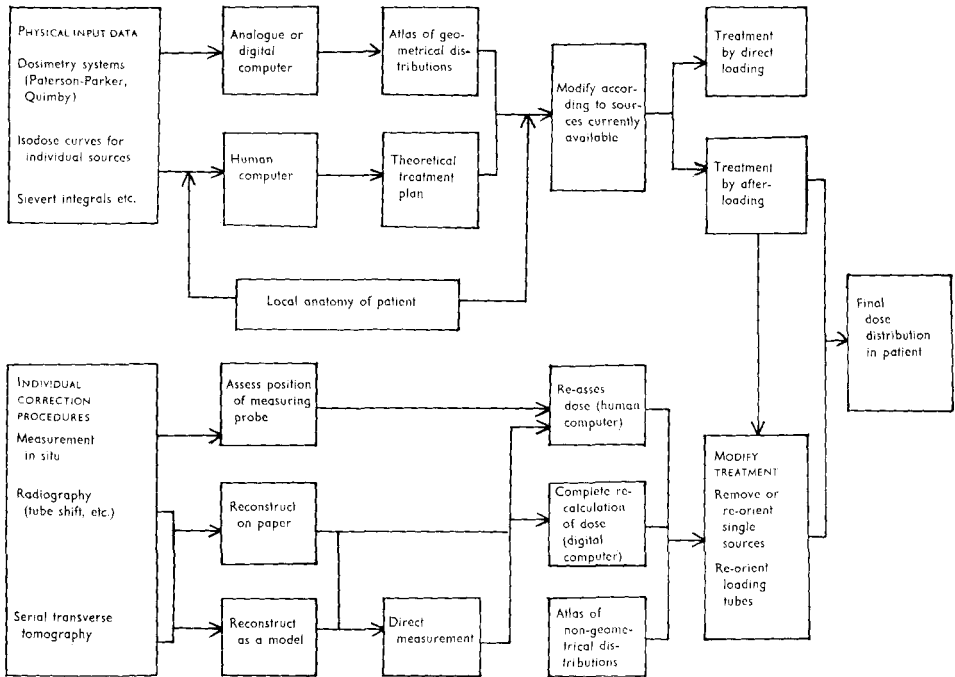 PHYSICAL INPUT DATA
Dosimetry systems
(Paterson-Parker,
Quimby)
Isodose curves for
individual sources
Sievert integrals etc.
Analogue or
digital
computer
Atlas of geo-
metrical dis-
tributions
Human
computer
Theoretical
treatment
plan
Modify accor-
ding to sour-
ces currently
available
Treatment
by direct
loading
Treatment
by after-
loading
Local anatomy of patient
Final
dose
distribution
in patient
INDIVIDUAL
CORRECTION
PROCEDURES
Measurement
in situ
Radiography
(tube shift, etc.)
Serial transverse
tomography
Assess position
of measuring
probe
Reconstruct
on paper
Reconstruct
as a model
Direct
measurement
Re-asses
dose (human
computer)
Complete re-
calculation
of dose
(digital
computer)
Atlas of
non-geome-
trical dis-
tributions
MODIFY
TREATMENT
Remove or
re-orient
single
sources
Re-orient
loading
tubes